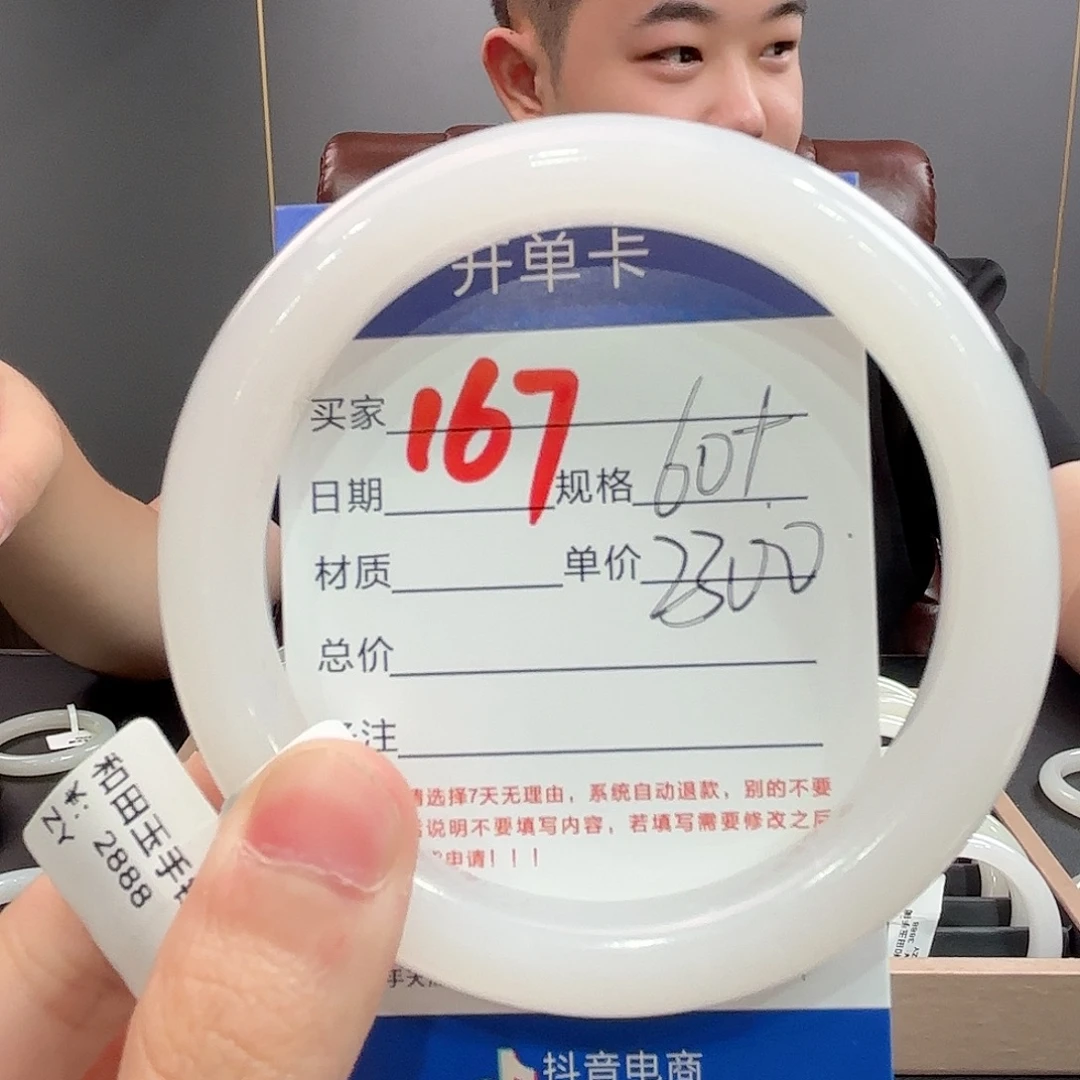 开单卡
买家 167
日期 规格 60+
材质 单价 2300
总价
注
请选择7天无理由，系统自动退款，别的不要
说明不要填写内容，若填写需要修改之后
申请！！！
抖音电商
和田玉手
2888